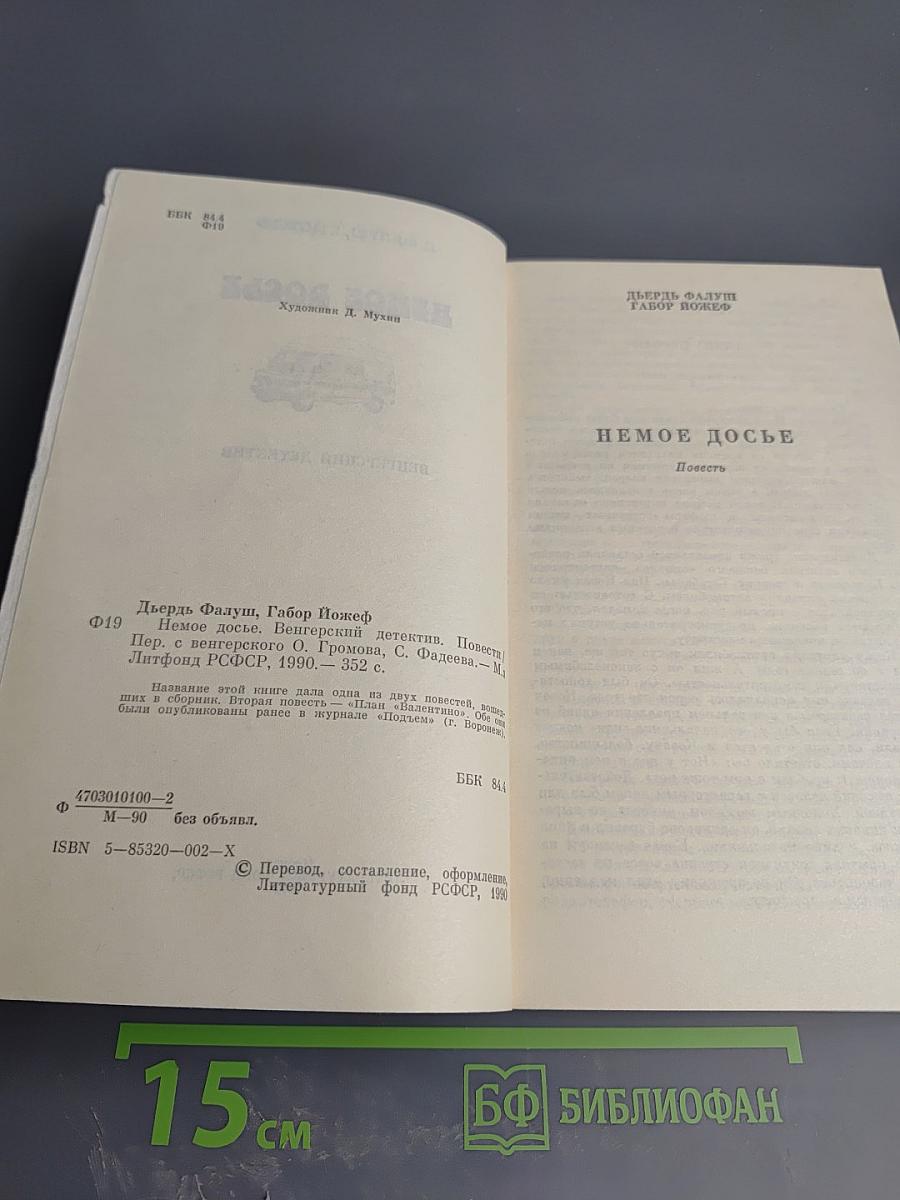 ББК 84.4
Ф19
Художник Д. Мухин
Дьердь Фалуш, Габор Йожеф
Ф19 Немое досье. Венгерский детектив. Повести/
Пер. с венгерского О. Громова, С. Фадеева.— М.:
Литфонд РСФСР, 1990.— 352 с.
Название этой книге дала одна из двух повестей, вошед-
ших в сборник. Вторая повесть — «План «Валентино». Обе они
были опубликованы ранее в журнале «Подъем» (г. Воронеж).
ББК 84.4
Ф 4703010100—2
М—90 без объявл.
ISBN 5—85320—002—X
© Перевод, составление, оформление,
Литературный фонд РСФСР, 1990
ДЬЕРДЬ ФАЛУШ
ГАБОР ЙОЖЕФ
НЕМОЕ ДОСЬЕ
Повесть
15 см
БФ БИБЛИОФАН